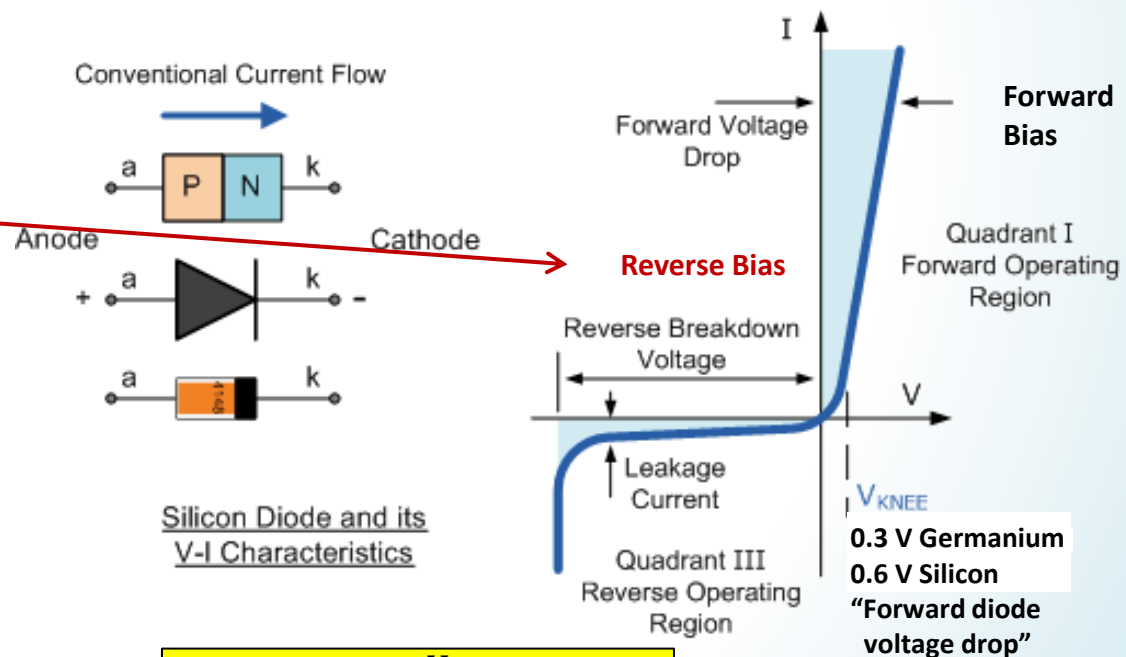 Conventional Current Flow
a
P
N
k
Anode
Cathode
+
a
k
-
a
4148
k
Silicon Diode and its
V-I Characteristics
I
Forward Voltage
Drop
Forward
Bias
Quadrant I
Forward Operating
Region
Reverse Bias
Reverse Breakdown
Voltage
V
Leakage
Current
VKNEE
0.3 V Germanium
0.6 V Silicon
“Forward diode
voltage drop”
Quadrant III
Reverse Operating
Region